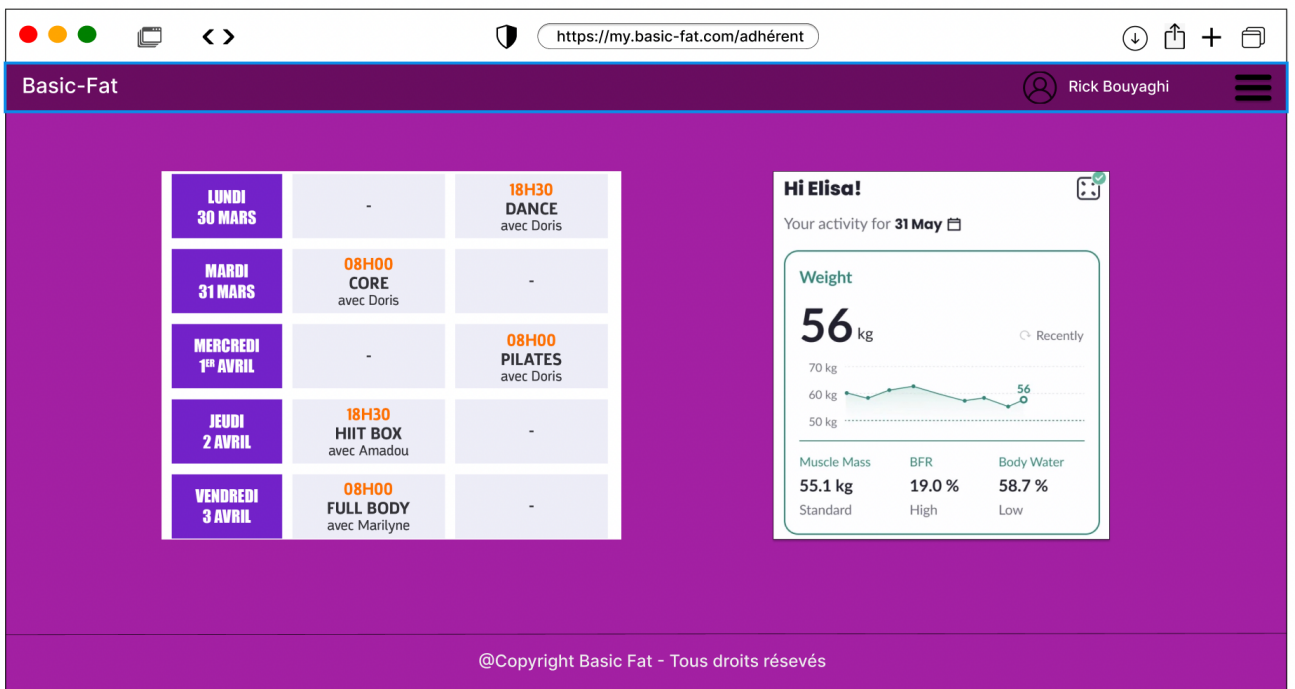 https://my.basic-fat.com/adhérent
Basic-Fat
Rick Bouyaghi
LUNDI
30 MARS
-
18H30
DANCE
avec Doris
MARDI
31 MARS
08H00
CORE
avec Doris
-
MERCREDI
1ER AVRIL
-
08H00
PILATES
avec Doris
JEUDI
2 AVRIL
18H30
HIIT BOX
avec Amadou
-
VENDREDI
3 AVRIL
08H00
FULL BODY
avec Marilyne
-
Hi Elisa!
Your activity for 31 May
Weight
56 kg
Recently
70 kg
60 kg
56
50 kg
Muscle Mass BFR Body Water
55.1 kg 19.0 % 58.7 %
Standard High Low
@Copyright Basic Fat - Tous droits résevés